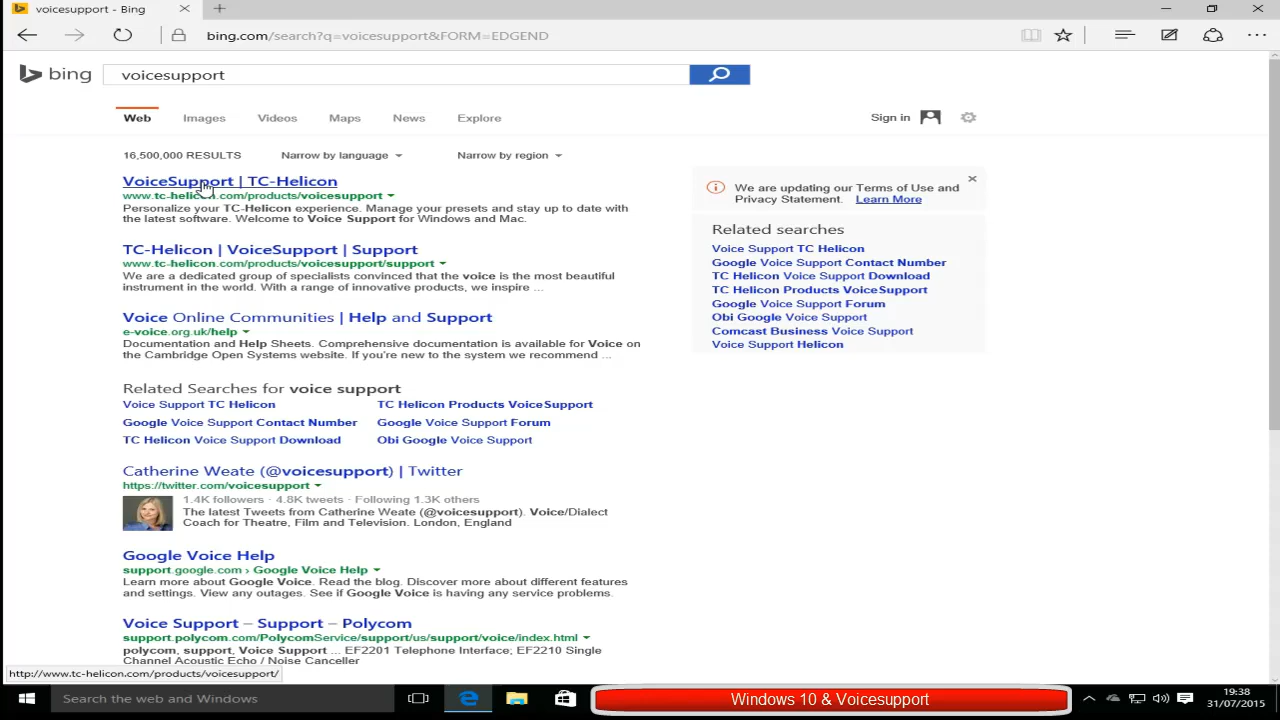 voicesupport - Bing
bing.com/search?q=voicesupport&FORM=EDGEND
bing
voicesupport
Web Images Videos Maps News Explore
Sign in
16,500,000 RESULTS Narrow by language Narrow by region
VoiceSupport | TC-Helicon
www.tc-helicon.com/products/voicesupport
Personalize your TC-Helicon experience. Manage your presets and stay up to date with
the latest software. Welcome to Voice Support for Windows and Mac.
TC-Helicon | VoiceSupport | Support
www.tc-helicon.com/products/voicesupport/support
We are a dedicated group of specialists convinced that the voice is the most beautiful
instrument in the world. With a range of innovative products, we inspire ...
Voice Online Communities | Help and Support
e-voice.org.uk/help
Documentation and Help Sheets. Comprehensive documentation is available for Voice on
the Cambridge Open Systems website. If you're new to the system we recommend ...
Related Searches for voice support
Voice Support TC Helicon TC Helicon Products VoiceSupport
Google Voice Support Contact Number Google Voice Support Forum
TC Helicon Voice Support Download Obi Google Voice Support
Catherine Weate (@voicesupport) | Twitter
https://twitter.com/voicesupport
1.4K followers · 4.8K tweets · Following 1.3K others
The latest Tweets from Catherine Weate (@voicesupport). Voice/Dialect
Coach for Theatre, Film and Television. London, England
Google Voice Help
support.google.com › Google Voice Help
Learn more about Google Voice. Read the blog. Discover more about different features
and settings. View any outages. See if Google Voice is having any service problems.
Voice Support – Support – Polycom
support.polycom.com/PolycomService/support/us/support/voice/index.html
polycom, support, Voice Support ... EF2201 Telephone Interface; EF2210 Single
Channel Acoustic Echo / Noise Canceller
We are updating our Terms of Use and
Privacy Statement. Learn More
Related searches
Voice Support TC Helicon
Google Voice Support Contact Number
TC Helicon Voice Support Download
TC Helicon Products VoiceSupport
Google Voice Support Forum
Obi Google Voice Support
Comcast Business Voice Support
Voice Support Helicon
http://www.tc-helicon.com/products/voicesupport/
Search the web and Windows
Windows 10 & Voicesupport
19:38
31/07/2015